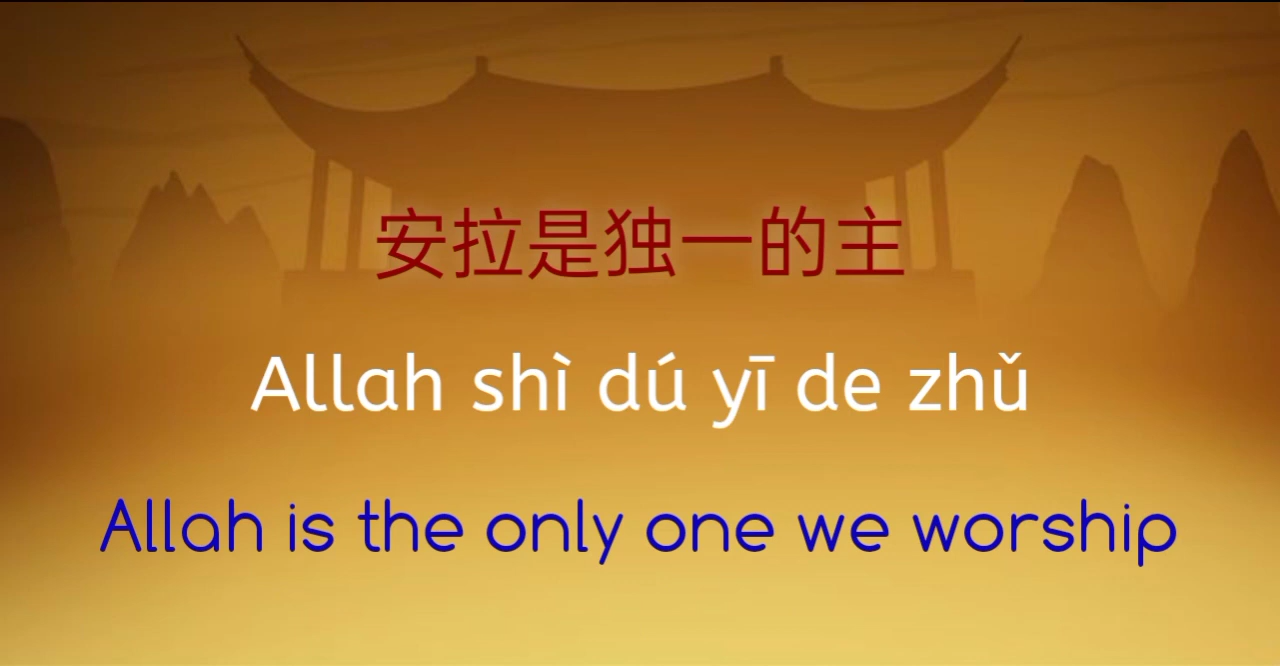 安拉是独一的主
Allah shì dú yī de zhǔ
Allah is the only one we worship